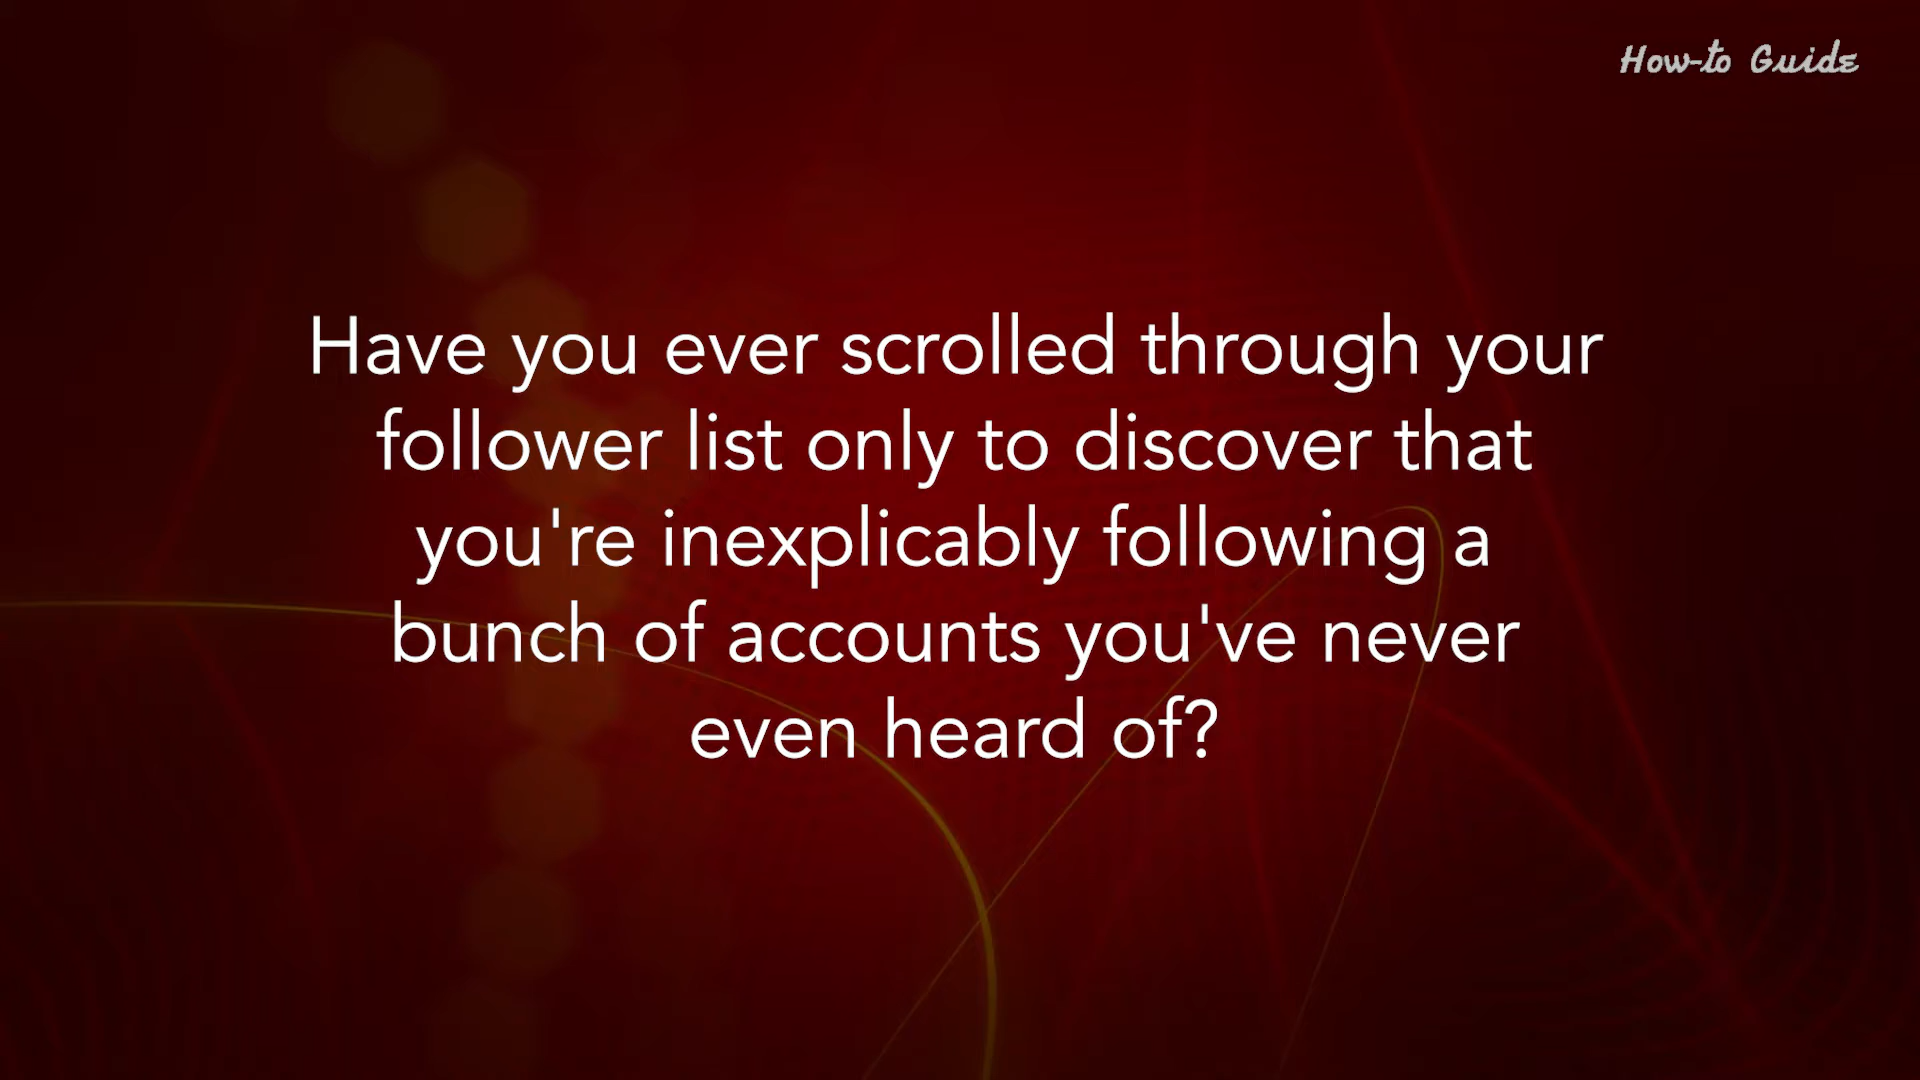 How-to Guide
Have you ever scrolled through your
follower list only to discover that
you're inexplicably following a
bunch of accounts you've never
even heard of?